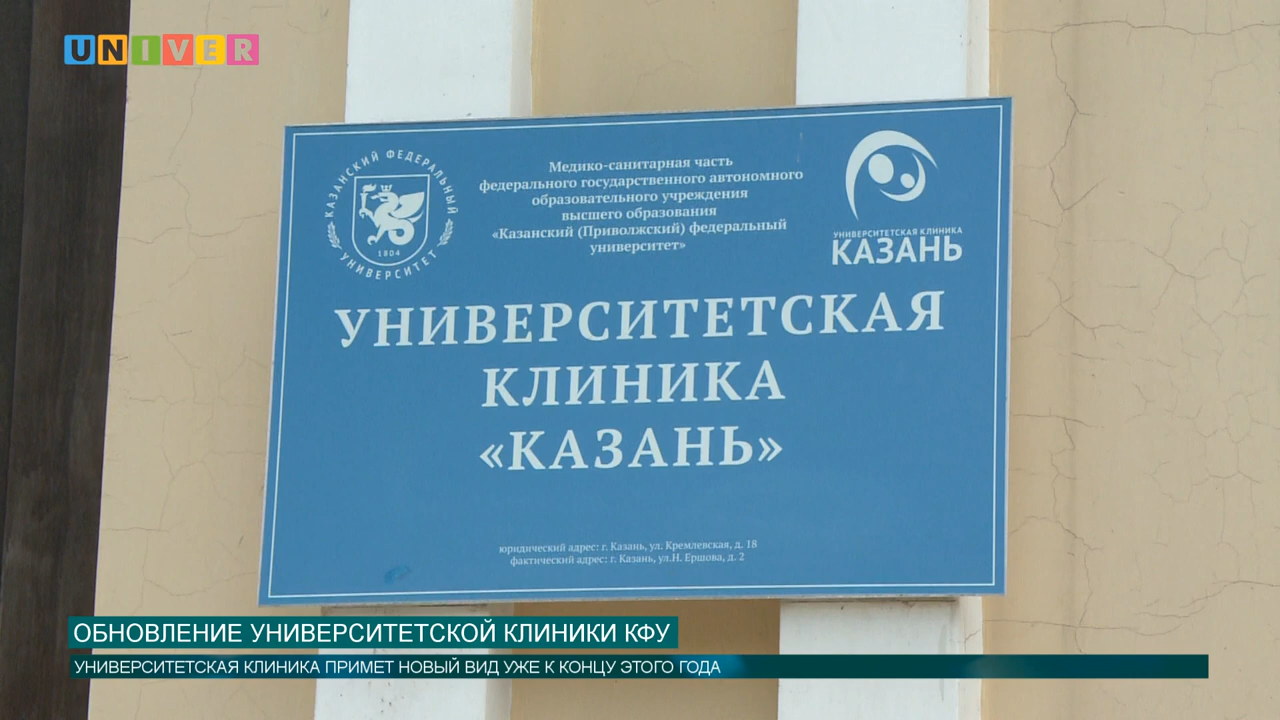 UNIVER
КАЗАНСКИЙ ФЕДЕРАЛЬНЫЙ
УНИВЕРСИТЕТ
1804
Медико-санитарная часть
федерального государственного автономного
образовательного учреждения
высшего образования
«Казанский (Приволжский) федеральный
университет»
УНИВЕРСИТЕТСКАЯ КЛИНИКА
КАЗАНЬ
УНИВЕРСИТЕТСКАЯ
КЛИНИКА
«КАЗАНЬ»
юридический адрес: г. Казань, ул. Кремлевская, д. 18
фактический адрес: г. Казань, ул.Н. Ершова, д. 2
ОБНОВЛЕНИЕ УНИВЕРСИТЕТСКОЙ КЛИНИКИ КФУ
УНИВЕРСИТЕТСКАЯ КЛИНИКА ПРИМЕТ НОВЫЙ ВИД УЖЕ К КОНЦУ ЭТОГО ГОДА